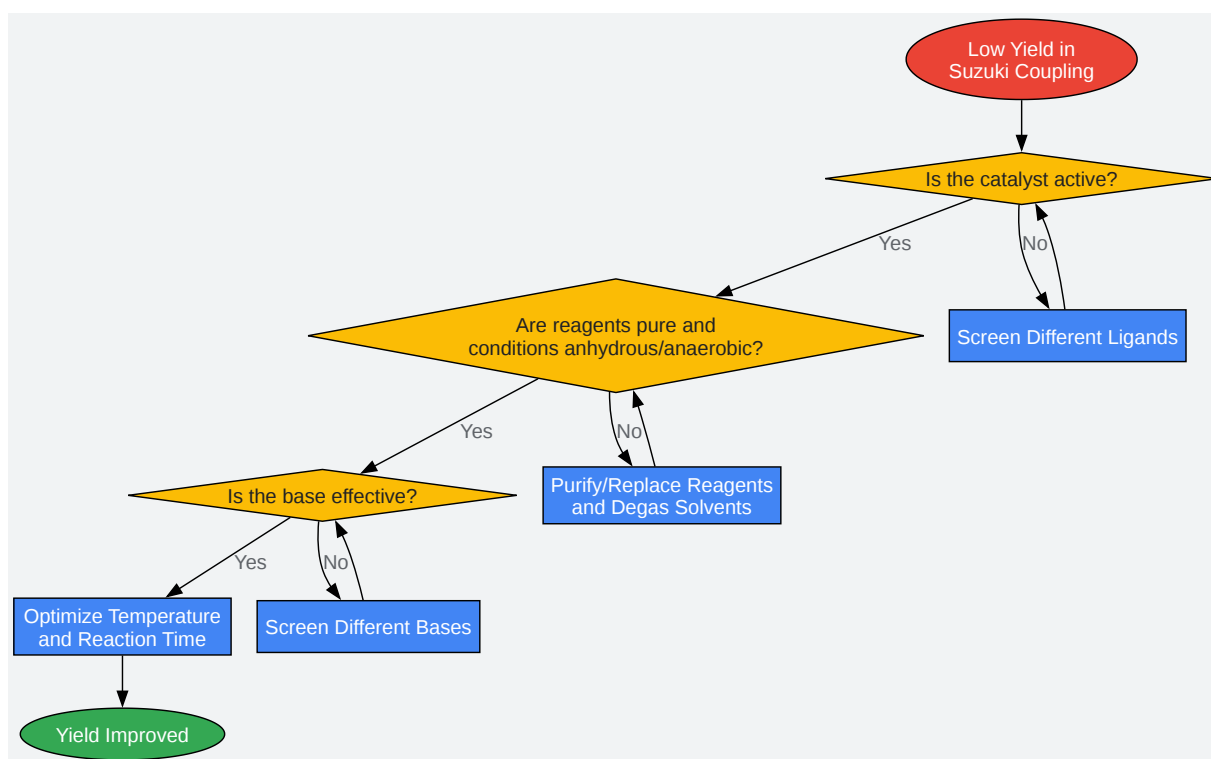 Low Yield in
Suzuki Coupling
Is the catalyst active?
Yes
No
Are reagents pure and
conditions anhydrous/anaerobic?
Screen Different Ligands
Yes
No
Is the base effective?
Purify/Replace Reagents
and Degas Solvents
Yes
No
Optimize Temperature
and Reaction Time
Screen Different Bases
Yield Improved